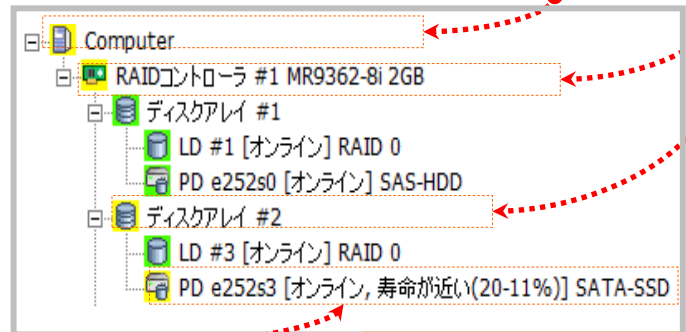 Computer
RAIDコントローラ #1 MR9362-8i 2GB
ディスクアレイ #1
LD #1 [オンライン] RAID 0
PD e252s0 [オンライン] SAS-HDD
ディスクアレイ #2
LD #3 [オンライン] RAID 0
PD e252s3 [オンライン, 寿命が近い(20-11%)] SATA-SSD